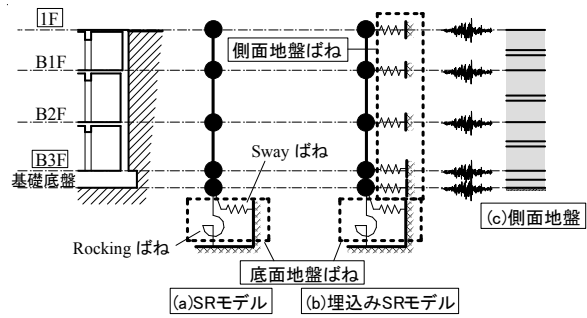 1F
B1F
B2F
B3F
基礎底盤
側面地盤ばね
Sway ばね
Rocking ばね
底面地盤ばね
(a)SRモデル
(b)埋込みSRモデル
(c)側面地盤